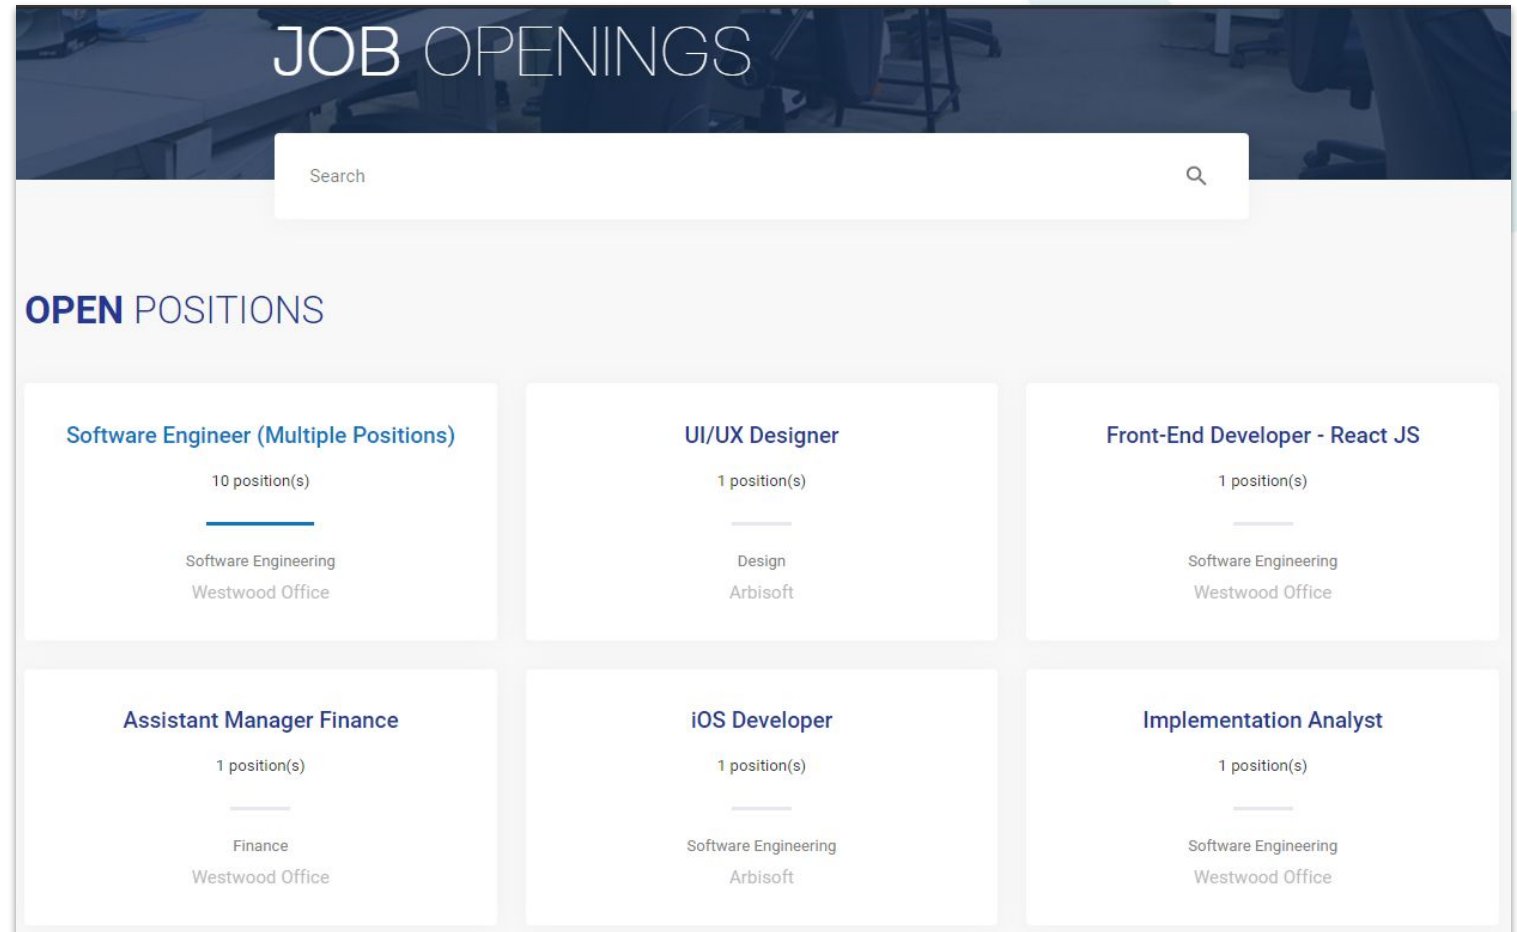 JOB OPENINGS
Search
OPEN POSITIONS
Software Engineer (Multiple Positions)
10 position(s)
Software Engineering
Westwood Office
UI/UX Designer
1 position(s)
Design
Arbisoft
Front-End Developer - React JS
1 position(s)
Software Engineering
Westwood Office
Assistant Manager Finance
1 position(s)
Finance
Westwood Office
iOS Developer
1 position(s)
Software Engineering
Arbisoft
Implementation Analyst
1 position(s)
Software Engineering
Westwood Office